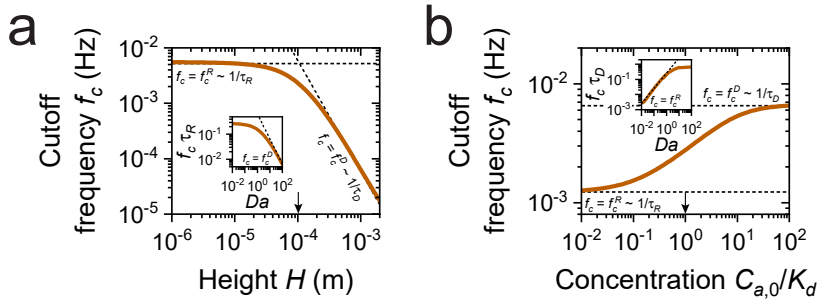 a
Cutoff
frequency f_c (Hz)
10^-2
10^-3
10^-4
10^-5
f_c = f_c^R ~ 1/τ_R
f_c = f_c^D ~ 1/τ_D
f_c τ_R
10^-1
10^-2
f_c = f_c^D
10^-2 10^0 10^2
Da
10^-6 10^-5 10^-4 10^-3
Height H (m)
b
Cutoff
frequency f_c (Hz)
10^-2
10^-3
f_c τ_D
10^-1
10^-3
f_c = f_c^R
10^-2 10^0 10^2
Da
f_c = f_c^D ~ 1/τ_D
f_c = f_c^R ~ 1/τ_R
10^-2 10^-1 10^0 10^1 10^2
Concentration C_a,0/K_d